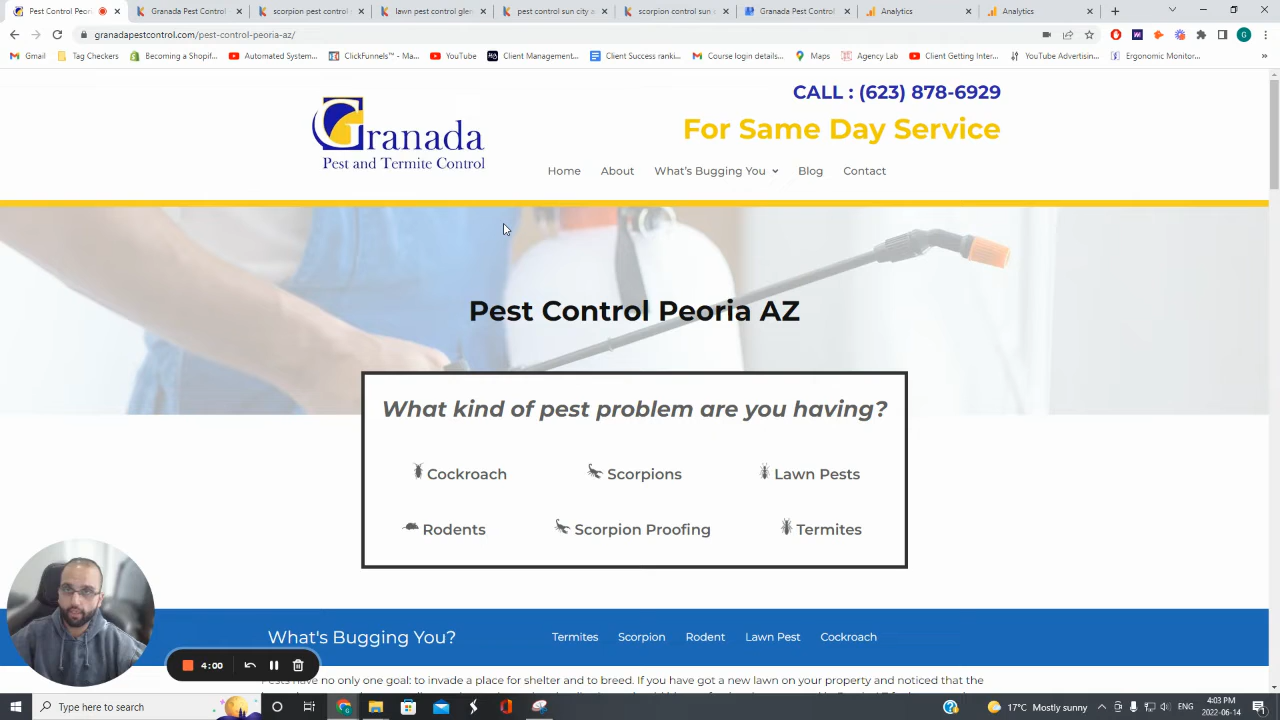 Granada Pest Peori
Granada Pest Control
scorpion pest control
lawn pest control glen
pest control sun city a
scorpion control sun c
Granada Pest Control
Analytics
Analytics
granadapestcontrol.com/pest-control-peoria-az/
G
Gmail
Tag Checkers
Becoming a Shopif...
Automated System...
ClickFunnels™ – Ma...
YouTube
Client Management...
Client Success ranki...
Course login details...
Maps
Agency Lab
Client Getting Inter...
YouTube Advertisin...
Ergonomic Monitor...
CALL : (623) 878-6929
Granada
For Same Day Service
Pest and Termite Control
Home About What's Bugging You Blog Contact
Pest Control Peoria AZ
What kind of pest problem are you having?
Cockroach Scorpions Lawn Pests
Rodents Scorpion Proofing Termites
What's Bugging You? Termites Scorpion Rodent Lawn Pest Cockroach
4:00
Pests have no only one goal: to invade a place for shelter and to breed. If you have got a new lawn on your property and noticed that the
Type here to search
17°C Mostly sunny
ENG
4:03 PM
2022-06-14